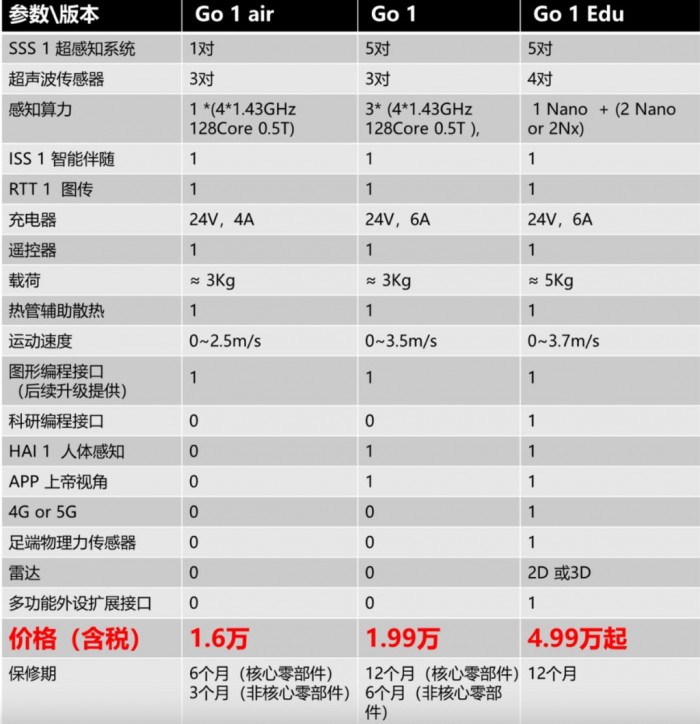 参数\版本 Go 1 air Go 1 Go 1 Edu
SSS 1 超感知系统 1对 5对 5对
超声波传感器 3对 3对 4对
感知算力 1 *(4*1.43GHz 128Core 0.5T) 3* (4*1.43GHz 128Core 0.5T ), 1 Nano + (2 Nano or 2Nx)
ISS 1 智能伴随 1 1 1
RTT 1 图传 1 1 1
充电器 24V，4A 24V，6A 24V，6A
遥控器 1 1 1
载荷 ≈ 3Kg ≈ 3Kg ≈ 5Kg
热管辅助散热 1 1 1
运动速度 0~2.5m/s 0~3.5m/s 0~3.7m/s
图形编程接口（后续升级提供） 1 1 1
科研编程接口 0 0 1
HAI 1 人体感知 0 1 1
APP 上帝视角 0 1 1
4G or 5G 0 0 1
足端物理力传感器 0 0 1
雷达 0 0 2D 或3D
多功能外设扩展接口 0 0 1
价格（含税） 1.6万 1.99万 4.99万起
保修期 6个月（核心零部件） 3个月（非核心零部件） 12个月（核心零部件） 6个月（非核心零部件） 12个月